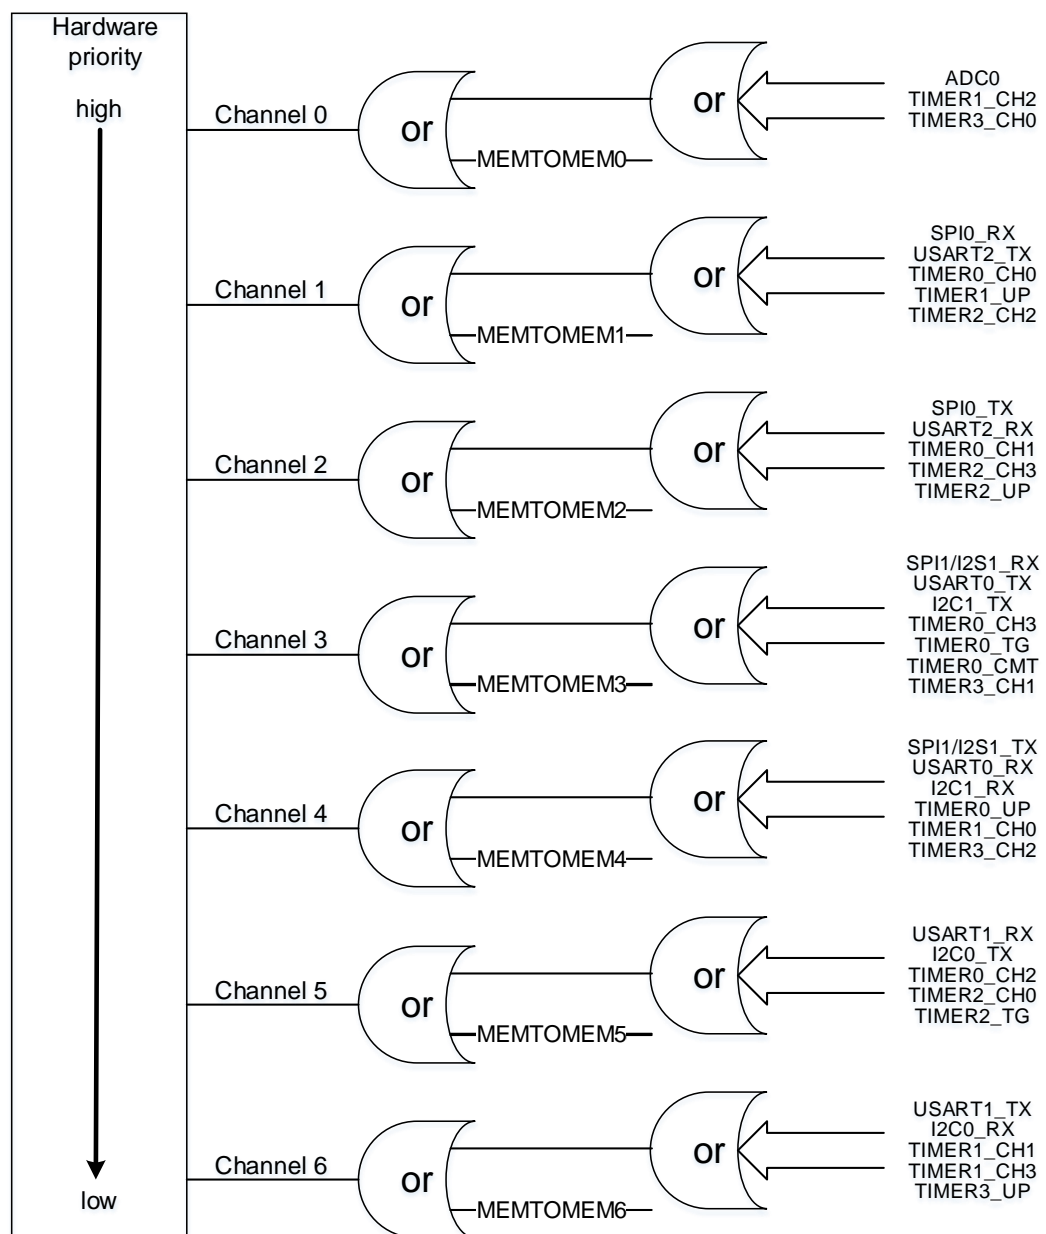 Hardware
priority
high
Channel 0
or
MEMTOMEM0
or
ADC0
TIMER1_CH2
TIMER3_CH0
Channel 1
or
MEMTOMEM1
or
SPI0_RX
USART2_TX
TIMER0_CH0
TIMER1_UP
TIMER2_CH2
Channel 2
or
MEMTOMEM2
or
SPI0_TX
USART2_RX
TIMER0_CH1
TIMER2_CH3
TIMER2_UP
Channel 3
or
MEMTOMEM3
or
SPI1/I2S1_RX
USART0_TX
I2C1_TX
TIMER0_CH3
TIMER0_TG
TIMER0_CMT
TIMER3_CH1
Channel 4
or
MEMTOMEM4
or
SPI1/I2S1_TX
USART0_RX
I2C1_RX
TIMER0_UP
TIMER1_CH0
TIMER3_CH2
Channel 5
or
MEMTOMEM5
or
USART1_RX
I2C0_TX
TIMER0_CH2
TIMER2_CH0
TIMER2_TG
Channel 6
or
MEMTOMEM6
or
USART1_TX
I2C0_RX
TIMER1_CH1
TIMER1_CH3
TIMER3_UP
low